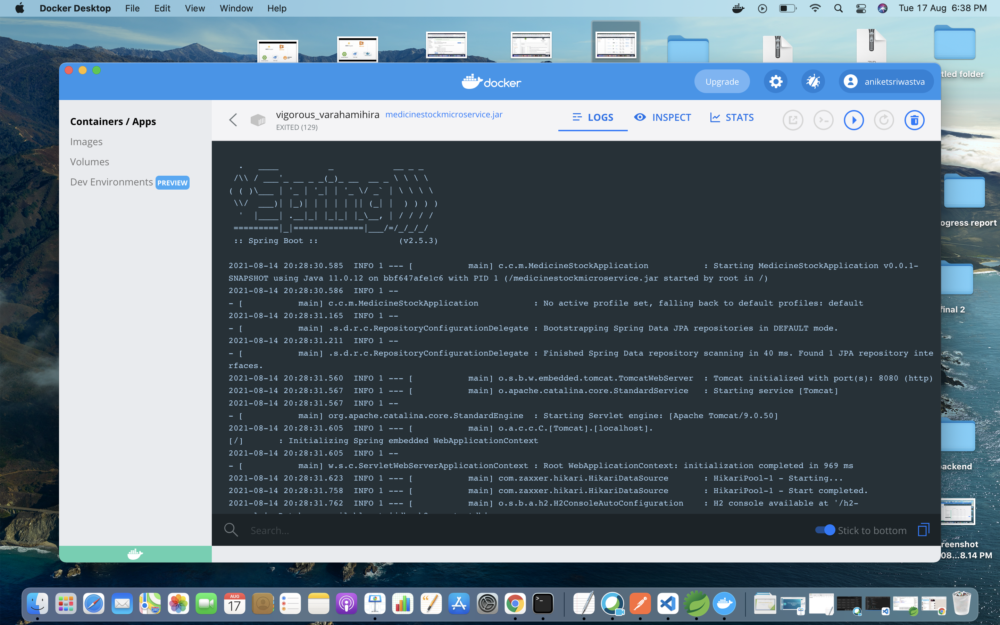 Docker Desktop File Edit View Window Help Tue 17 Aug 6:38 PM
docker
Upgrade
aniketsriwastva
tled folder
Containers / Apps
Images
Volumes
Dev Environments PREVIEW
vigorous_varahamihira medicinestockmicroservice.jar
EXITED (129)
LOGS INSPECT STATS
:: Spring Boot :: (v2.5.3)
2021-08-14 20:28:30.585 INFO 1 --- [ main] c.c.m.MedicineStockApplication : Starting MedicineStockApplication v0.0.1-
SNAPSHOT using Java 11.0.12 on bbf647afe1c6 with PID 1 (/medicinestockmicroservice.jar started by root in /)
2021-08-14 20:28:30.586 INFO 1 --
- [ main] c.c.m.MedicineStockApplication : No active profile set, falling back to default profiles: default
2021-08-14 20:28:31.165 INFO 1 --
- [ main] .s.d.r.c.RepositoryConfigurationDelegate : Bootstrapping Spring Data JPA repositories in DEFAULT mode.
2021-08-14 20:28:31.211 INFO 1 --
- [ main] .s.d.r.c.RepositoryConfigurationDelegate : Finished Spring Data repository scanning in 40 ms. Found 1 JPA repository inte
rfaces.
2021-08-14 20:28:31.560 INFO 1 --- [ main] o.s.b.w.embedded.tomcat.TomcatWebServer : Tomcat initialized with port(s): 8080 (http)
2021-08-14 20:28:31.567 INFO 1 --- [ main] o.apache.catalina.core.StandardService : Starting service [Tomcat]
2021-08-14 20:28:31.567 INFO 1 --
- [ main] org.apache.catalina.core.StandardEngine : Starting Servlet engine: [Apache Tomcat/9.0.50]
2021-08-14 20:28:31.605 INFO 1 --- [ main] o.a.c.c.C.[Tomcat].[localhost].
[/] : Initializing Spring embedded WebApplicationContext
2021-08-14 20:28:31.605 INFO 1 --
- [ main] w.s.c.ServletWebServerApplicationContext : Root WebApplicationContext: initialization completed in 969 ms
2021-08-14 20:28:31.623 INFO 1 --- [ main] com.zaxxer.hikari.HikariDataSource : HikariPool-1 - Starting...
2021-08-14 20:28:31.758 INFO 1 --- [ main] com.zaxxer.hikari.HikariDataSource : HikariPool-1 - Start completed.
2021-08-14 20:28:31.762 INFO 1 --- [ main] o.s.b.a.h2.H2ConsoleAutoConfiguration : H2 console available at '/h2-
Search...
Stick to bottom
ogress report
final 2
backend
reenshot
08...8.14 PM
AUG
17
280